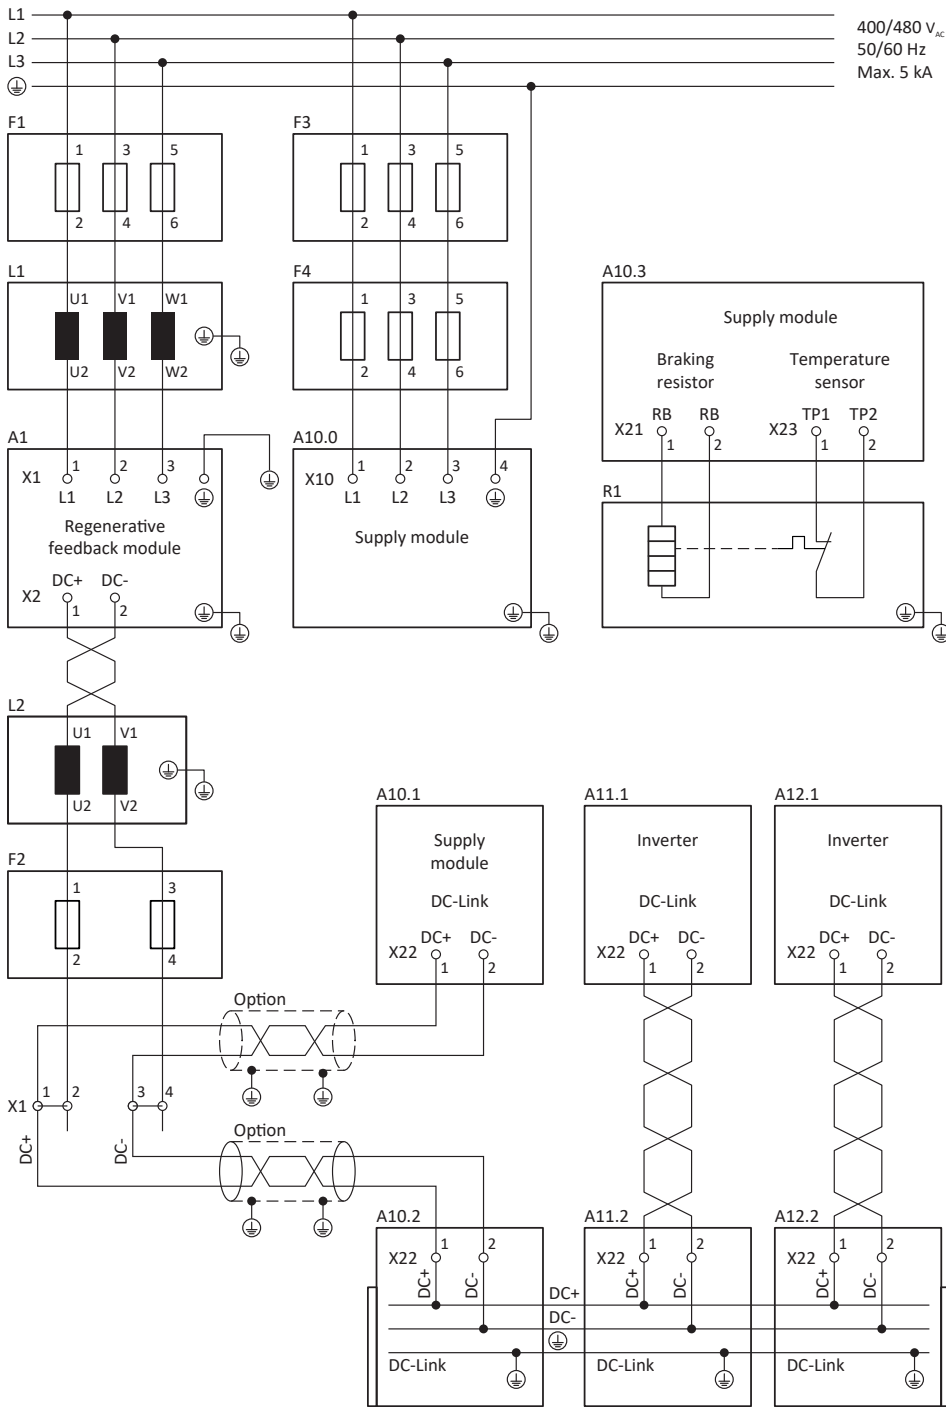 L1
L2
L3
400/480 VAC
50/60 Hz
Max. 5 kA
F1
1 3 5
2 4 6
F3
1 3 5
2 4 6
L1
U1 V1 W1
U2 V2 W2
F4
1 3 5
2 4 6
A10.3
Supply module
Braking
resistor
Temperature
sensor
X21 RB RB
1 2
X23 TP1 TP2
1 2
A1
X1 1 2 3
L1 L2 L3
Regenerative
feedback module
X2 DC+ DC-
1 2
A10.0
X10 1 2 3 4
L1 L2 L3
Supply module
R1
L2
U1 V1
U2 V2
F2
1 3
2 4
A10.1
Supply
module
DC-Link
X22 DC+ DC-
1 2
A11.1
Inverter
DC-Link
X22 DC+ DC-
1 2
A12.1
Inverter
DC-Link
X22 DC+ DC-
1 2
Option
X1 1 2 3 4
DC+ DC-
Option
A10.2
X22 1 2
DC+ DC-
DC-Link
DC+
DC-
A11.2
X22 1 2
DC+ DC-
DC-Link
A12.2
X22 1 2
DC+ DC-
DC-Link